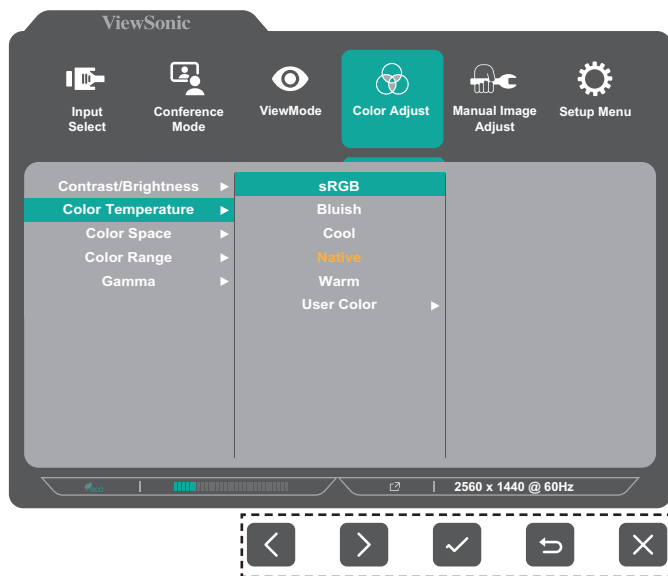 ViewSonic
Input Select
Conference Mode
ViewMode
Color Adjust
Manual Image Adjust
Setup Menu
Contrast/Brightness
Color Temperature
Color Space
Color Range
Gamma
sRGB
Bluish
Cool
Native
Warm
User Color
eco
2560 x 1440 @ 60Hz